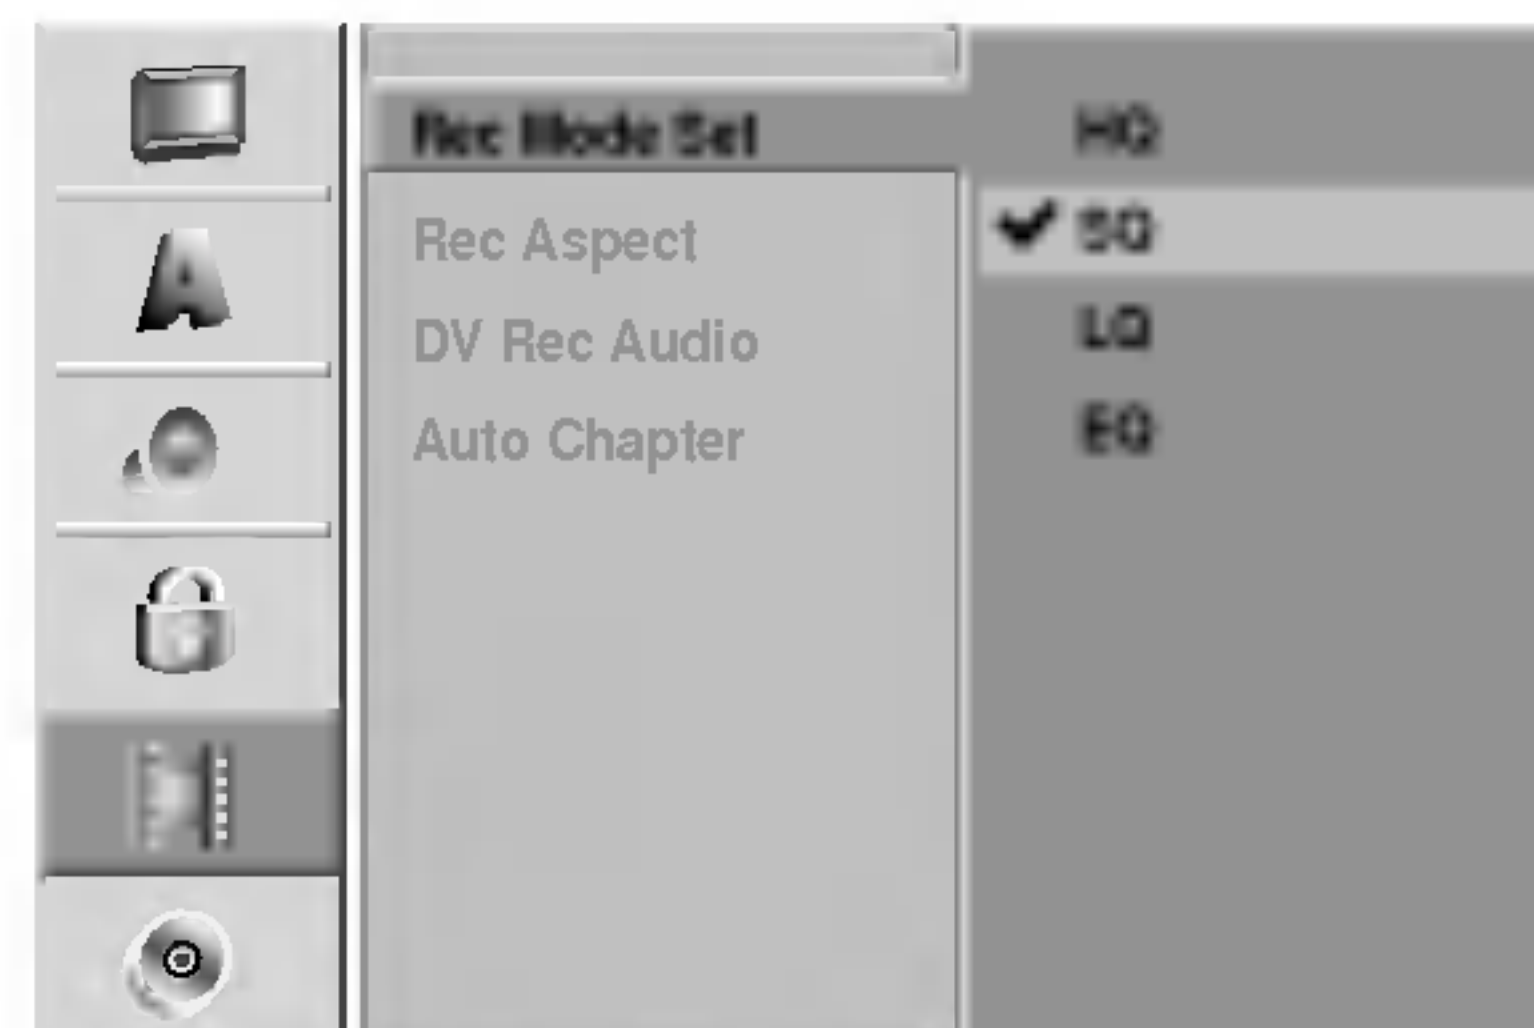 Rec Mode Set
Rec Aspect
DV Rec Audio
Auto Chapter
HQ
SQ
LQ
EQ